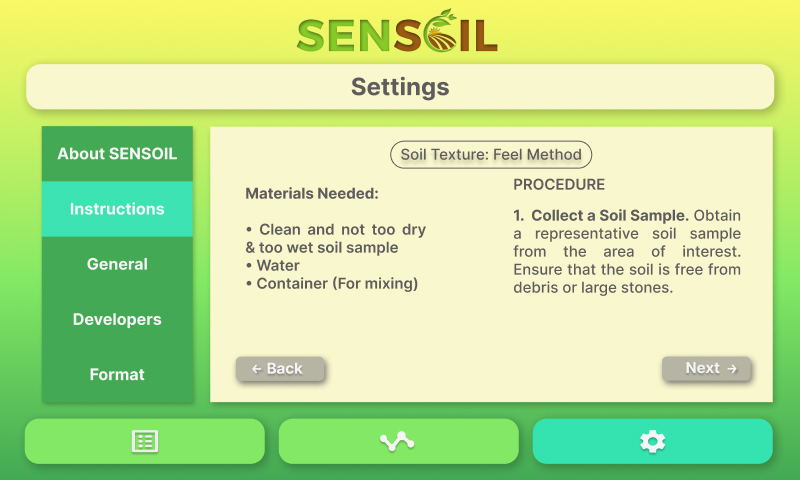 SENSOIL
Settings
About SENSOIL
Instructions
General
Developers
Format
Soil Texture: Feel Method
Materials Needed:
• Clean and not too dry
& too wet soil sample
• Water
• Container (For mixing)
PROCEDURE
1. Collect a Soil Sample. Obtain
a representative soil sample
from the area of interest.
Ensure that the soil is free from
debris or large stones.
← Back
Next →